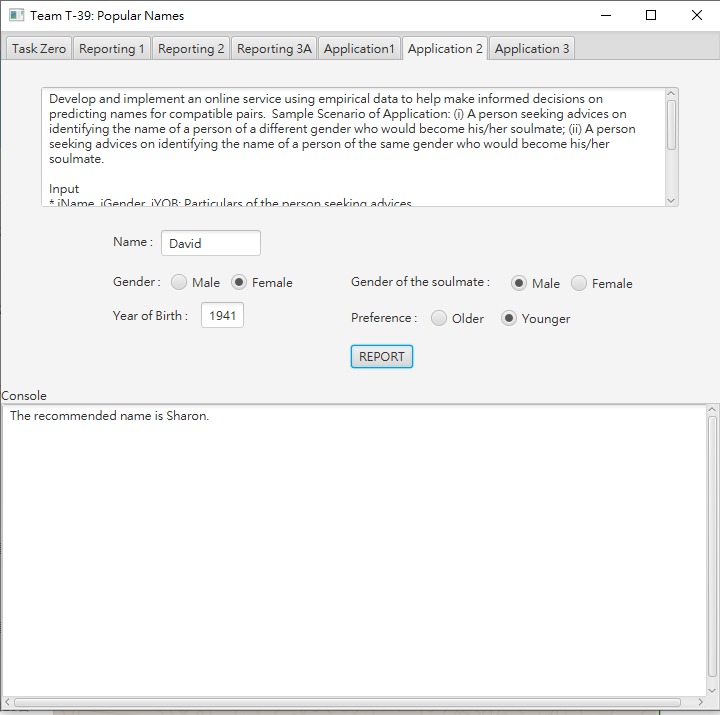 Team T-39: Popular Names
Task Zero Reporting 1 Reporting 2 Reporting 3A Application1 Application 2 Application 3
Develop and implement an online service using empirical data to help make informed decisions on
predicting names for compatible pairs.  Sample Scenario of Application: (i) A person seeking advices on
identifying the name of a person of a different gender who would become his/her soulmate; (ii) A person
seeking advices on identifying the name of a person of the same gender who would become his/her
soulmate.
Input
* iName, iGender, iYOB: Particulars of the person seeking advices
Name : David
Gender : Male Female Gender of the soulmate : Male Female
Year of Birth : 1941 Preference : Older Younger
REPORT
Console
The recommended name is Sharon.